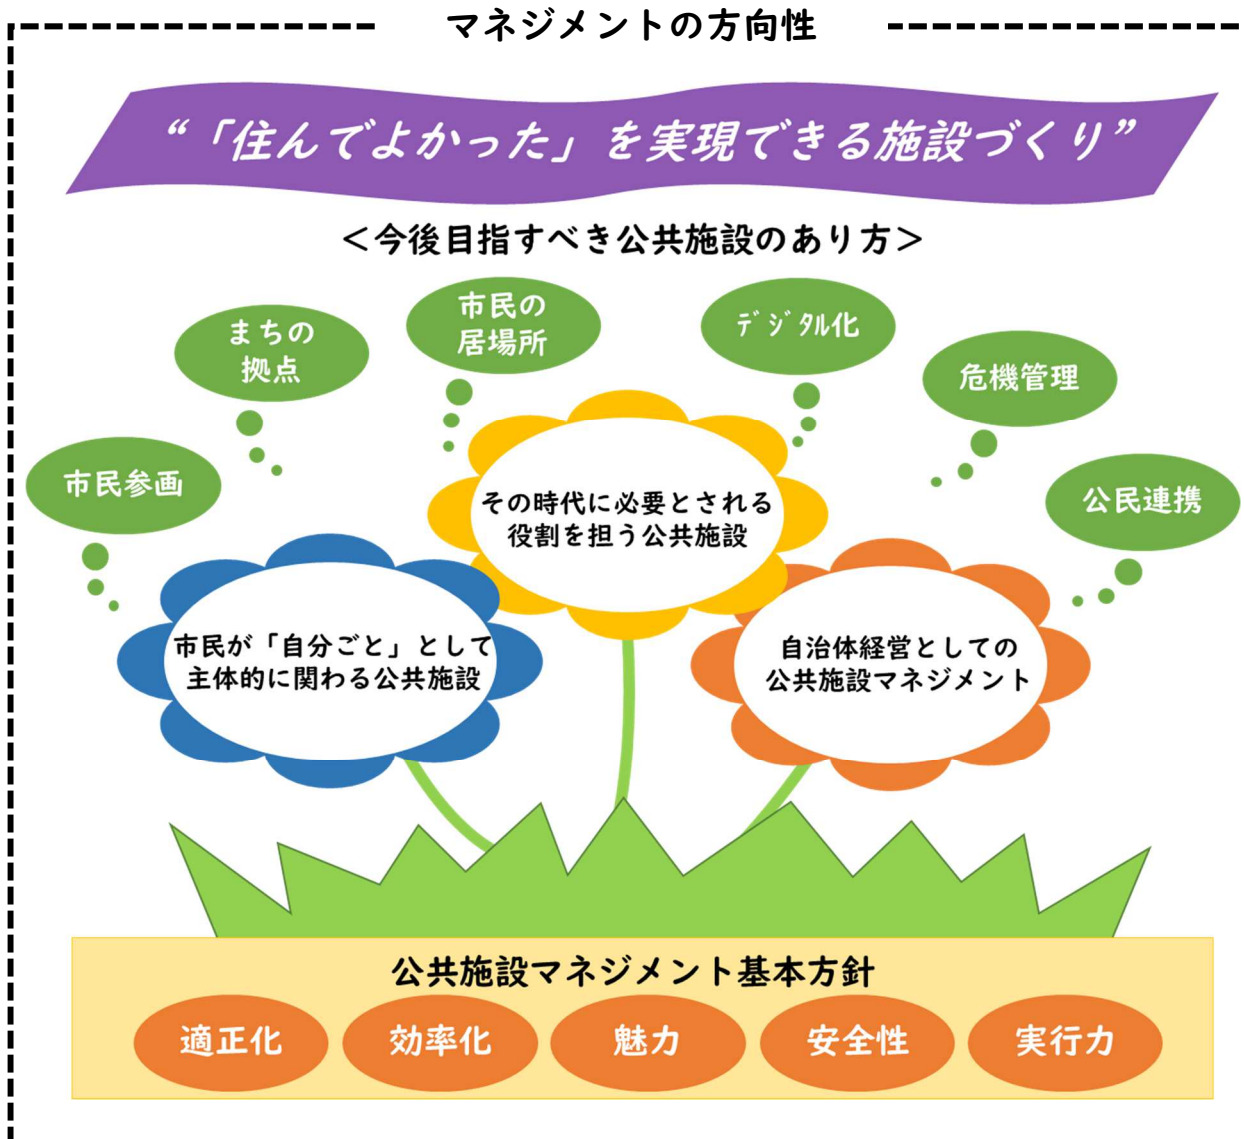 マネジメントの方向性
“「住んでよかった」を実現できる施設づくり”
＜今後目指すべき公共施設のあり方＞
市民参画
まちの
拠点
市民の
居場所
ﾃﾞｼﾞﾀﾙ化
危機管理
公民連携
その時代に必要とされる
役割を担う公共施設
市民が「自分ごと」として
主体的に関わる公共施設
自治体経営としての
公共施設マネジメント
公共施設マネジメント基本方針
適正化
効率化
魅力
安全性
実行力